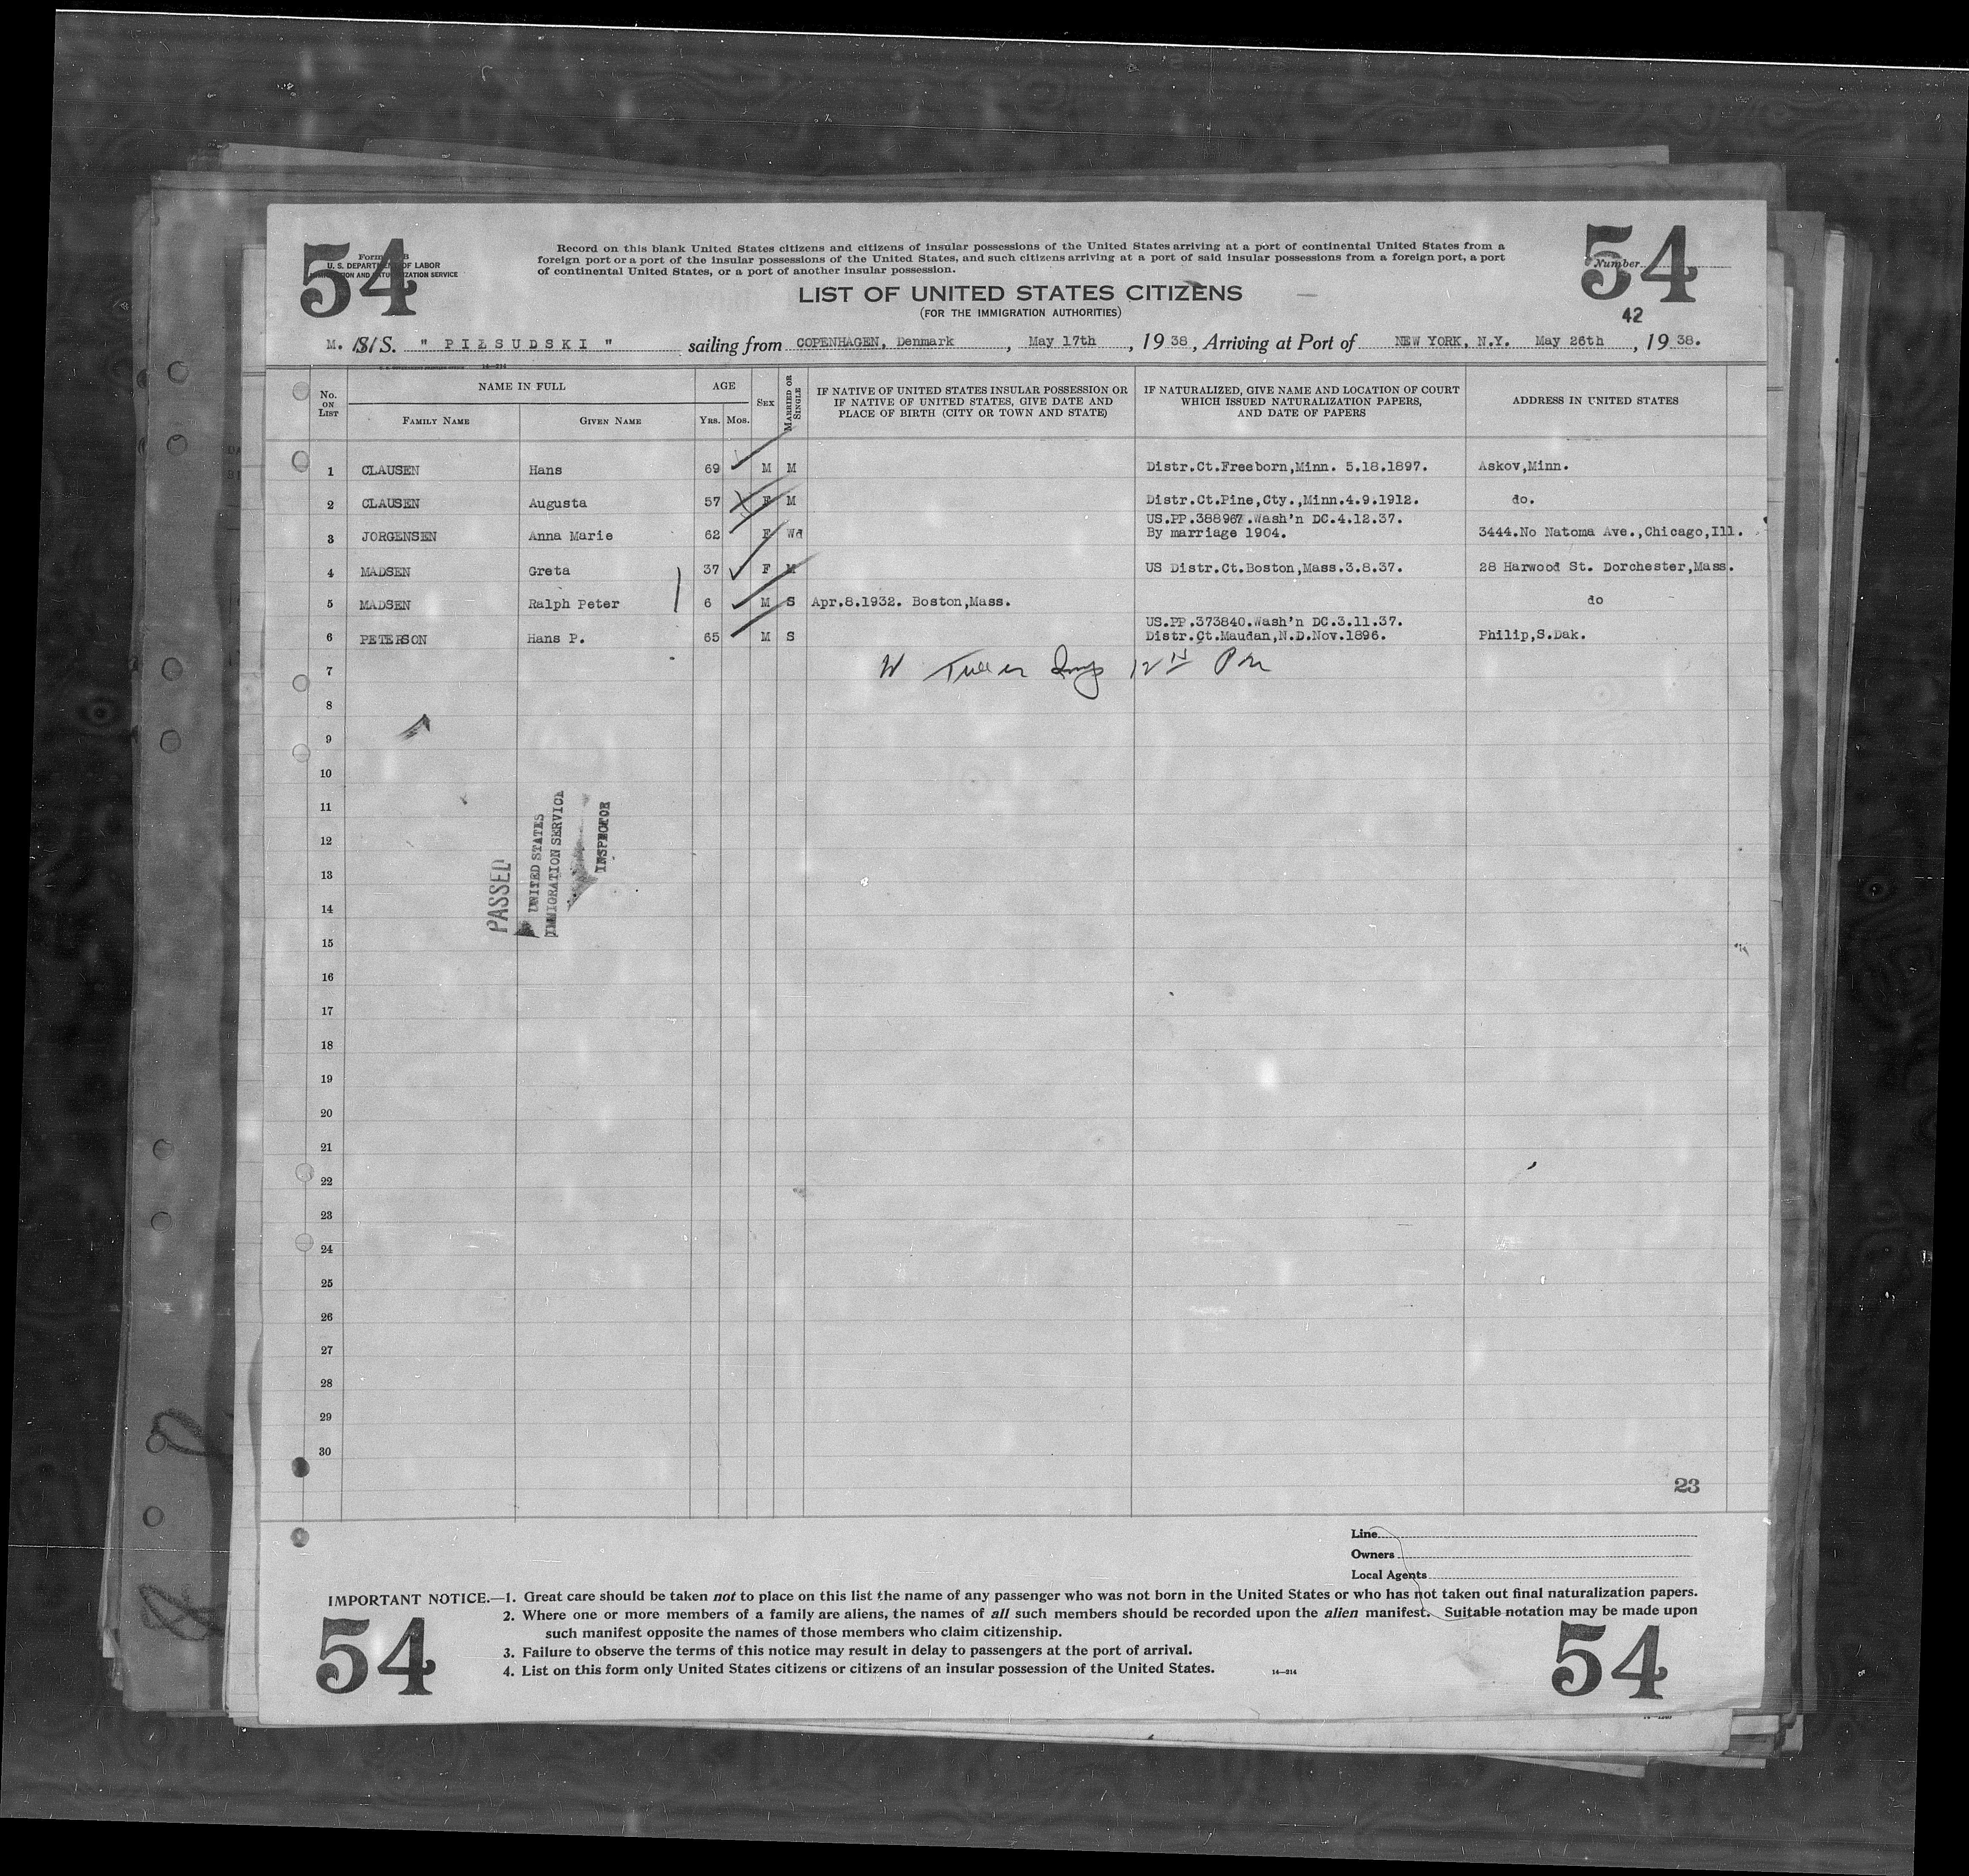 54
54
Form
U. S. DEPARTMENT OF LABOR
IMMIGRATION AND NATURALIZATION SERVICE
Record on this blank United States citizens and citizens of insular possessions of the United States arriving at a port of continental United States from a
foreign port or a port of the insular possessions of the United States, and such citizens arriving at a port of said insular possessions from a foreign port, a port
of continental United States, or a port of another insular possession.
Number
LIST OF UNITED STATES CITIZENS
(FOR THE IMMIGRATION AUTHORITIES)
42
M. S. S. " PIŁSUDSKI " sailing from COPENHAGEN, Denmark , May 17th , 1938 , Arriving at Port of NEW YORK, N.Y. May 26th , 1938.
14—314
No. ON LIST
NAME IN FULL
FAMILY NAME
GIVEN NAME
AGE
YRS. MOS.
SEX
MARRIED OR SINGLE
IF NATIVE OF UNITED STATES INSULAR POSSESSION OR
IF NATIVE OF UNITED STATES, GIVE DATE AND
PLACE OF BIRTH (CITY OR TOWN AND STATE)
IF NATURALIZED, GIVE NAME AND LOCATION OF COURT
WHICH ISSUED NATURALIZATION PAPERS,
AND DATE OF PAPERS
ADDRESS IN UNITED STATES
1 CLAUSEN Hans 69 M M Distr.Ct.Freeborn,Minn. 5.18.1897. Askov,Minn.
2 CLAUSEN Augusta 57 F M Distr.Ct.Pine,Cty.,Minn.4.9.1912. do.
US.PP.388967.Wash'n DC.4.12.37.
3 JORGENSEN Anna Marie 62 F Wd By marriage 1904. 3444.No Natoma Ave.,Chicago,Ill.
4 MADSEN Greta 37 F M US Distr.Ct.Boston,Mass.3.8.37. 28 Harwood St. Dorchester,Mass.
5 MADSEN Ralph Peter 6 M S Apr.8.1932. Boston,Mass. do
US.PP.373840.Wash'n DC.3.11.37.
6 PETERSON Hans P. 65 M S Distr.Ct.Maudan,N.D.Nov.1896. Philip,S.Dak.
7
8
9
10
11
12
13
14
15
16
17
18
19
20
21
22
23
24
25
26
27
28
29
30
PASSED
UNITED STATES
IMMIGRATION SERVICE
INSPECTOR
23
Line
Owners
Local Agents
IMPORTANT NOTICE.—1. Great care should be taken not to place on this list the name of any passenger who was not born in the United States or who has not taken out final naturalization papers.
2. Where one or more members of a family are aliens, the names of all such members should be recorded upon the alien manifest. Suitable notation may be made upon
such manifest opposite the names of those members who claim citizenship.
3. Failure to observe the terms of this notice may result in delay to passengers at the port of arrival.
4. List on this form only United States citizens or citizens of an insular possession of the United States.
14—314
54
54